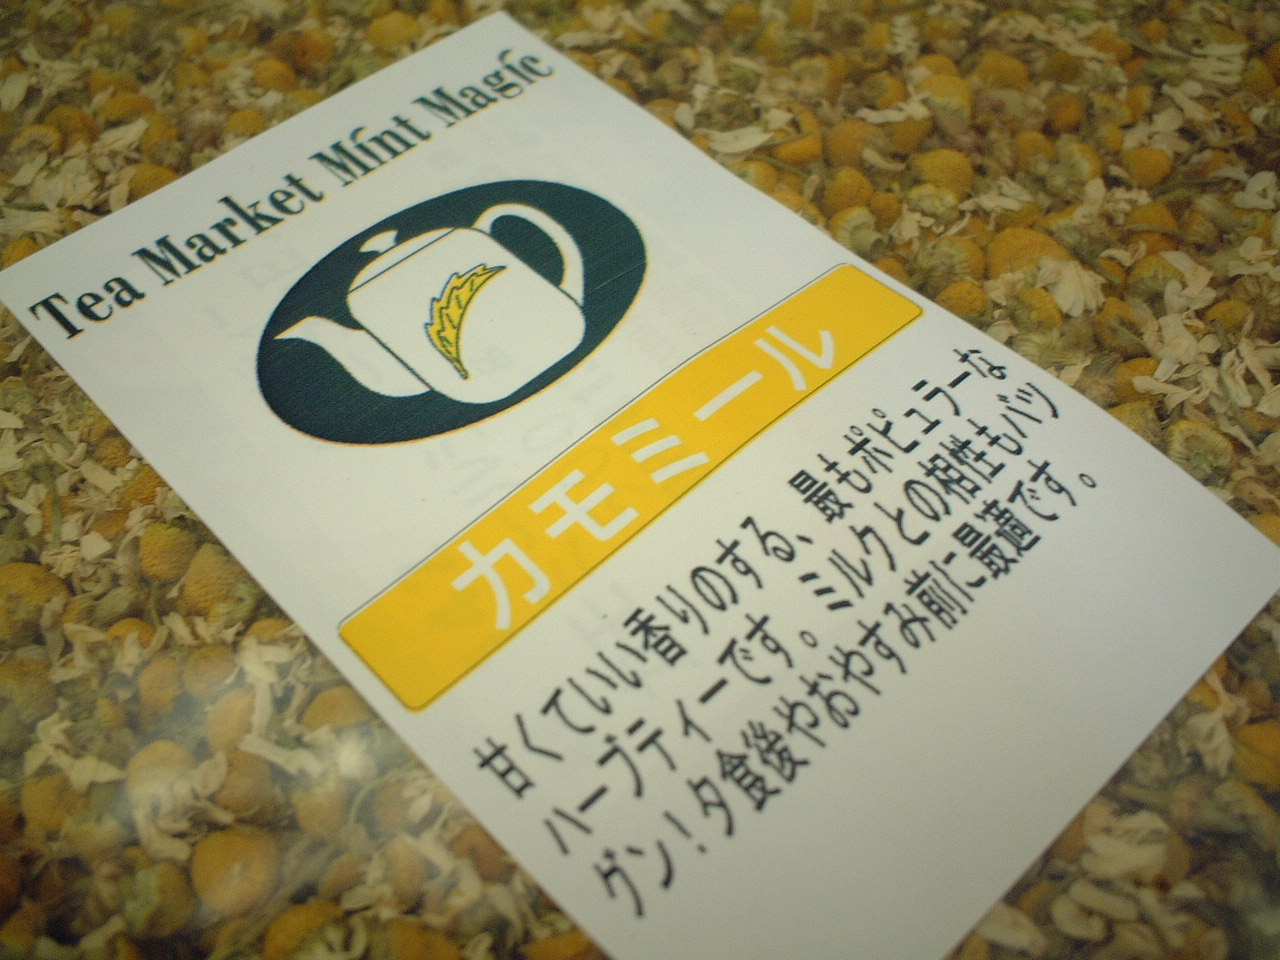 Tea Market Mint Magic
カモミール
甘くていい香りのする、最もポピュラーな
ハーブティーです。ミルクとの相性もバツ
グン！夕食後やおやすみ前に最適です。